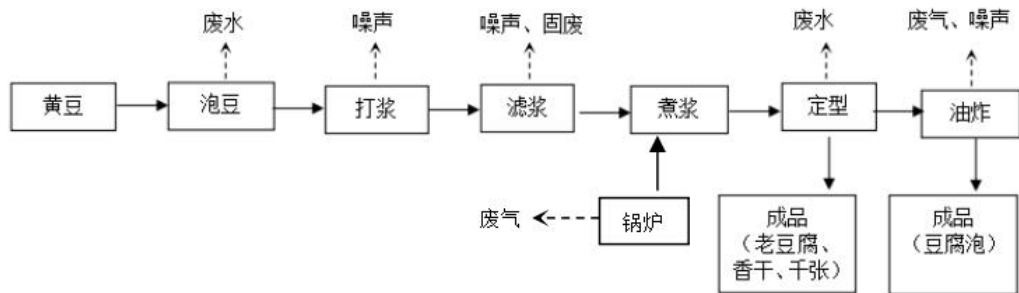 废水
噪声
噪声、固废
废水
废气、噪声
黄豆
泡豆
打浆
滤浆
煮浆
定型
油炸
废气
锅炉
成品
（老豆腐、
香干、千张）
成品
（豆腐泡）